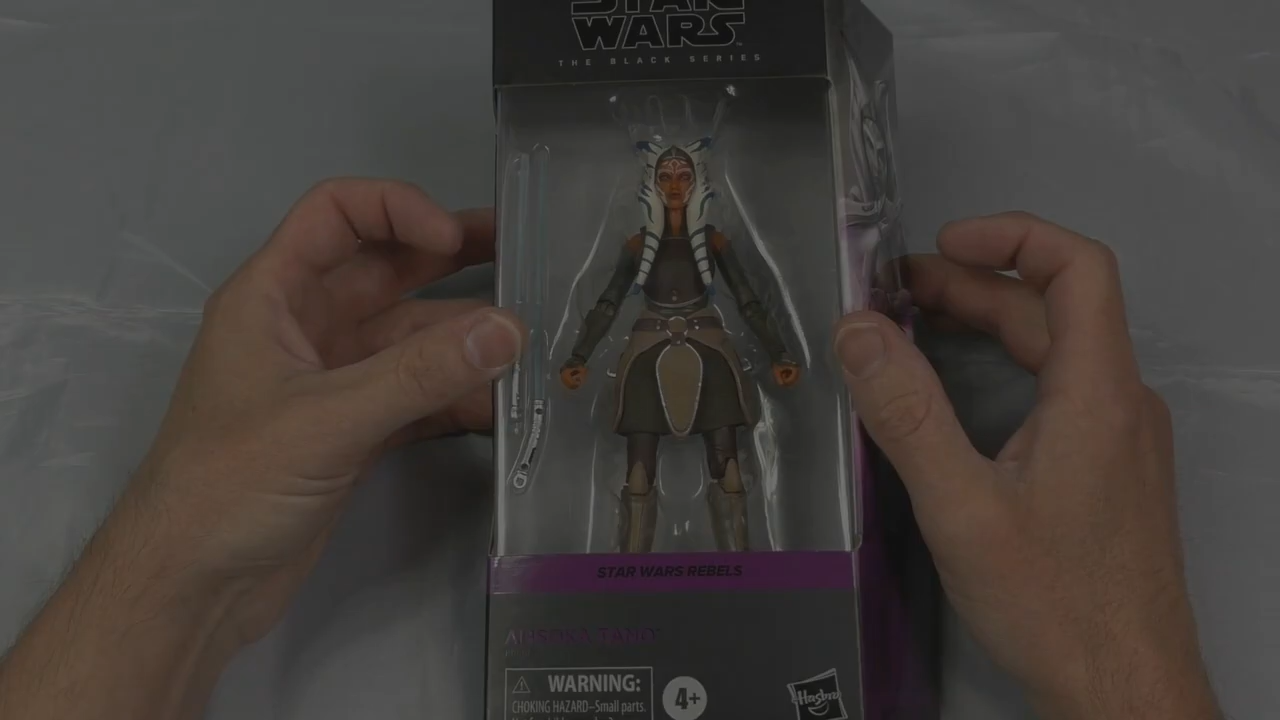 STAR
WARS
THE BLACK SERIES
STAR WARS REBELS
AHSOKA TANO
WARNING:
CHOKING HAZARD–Small parts.
4+
Hasbro